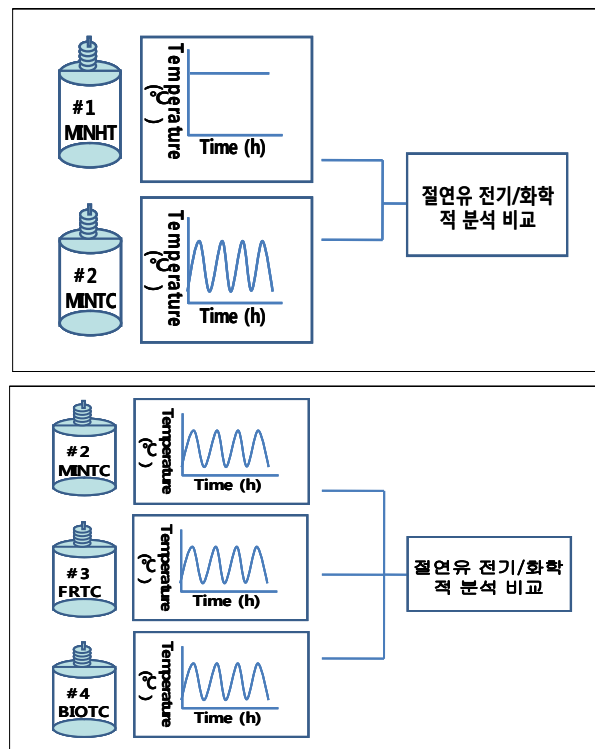 #1
MINHT
Temperature
(℃)
Time (h)
#2
MINTC
Temperature
(℃)
Time (h)
절연유 전기/화학
적 분석 비교
#2
MINTC
Temperature
(℃)
Time (h)
#3
FRTC
Temperature
(℃)
Time (h)
#4
BIOTC
Temperature
(℃)
Time (h)
절연유 전기/화학
적 분석 비교